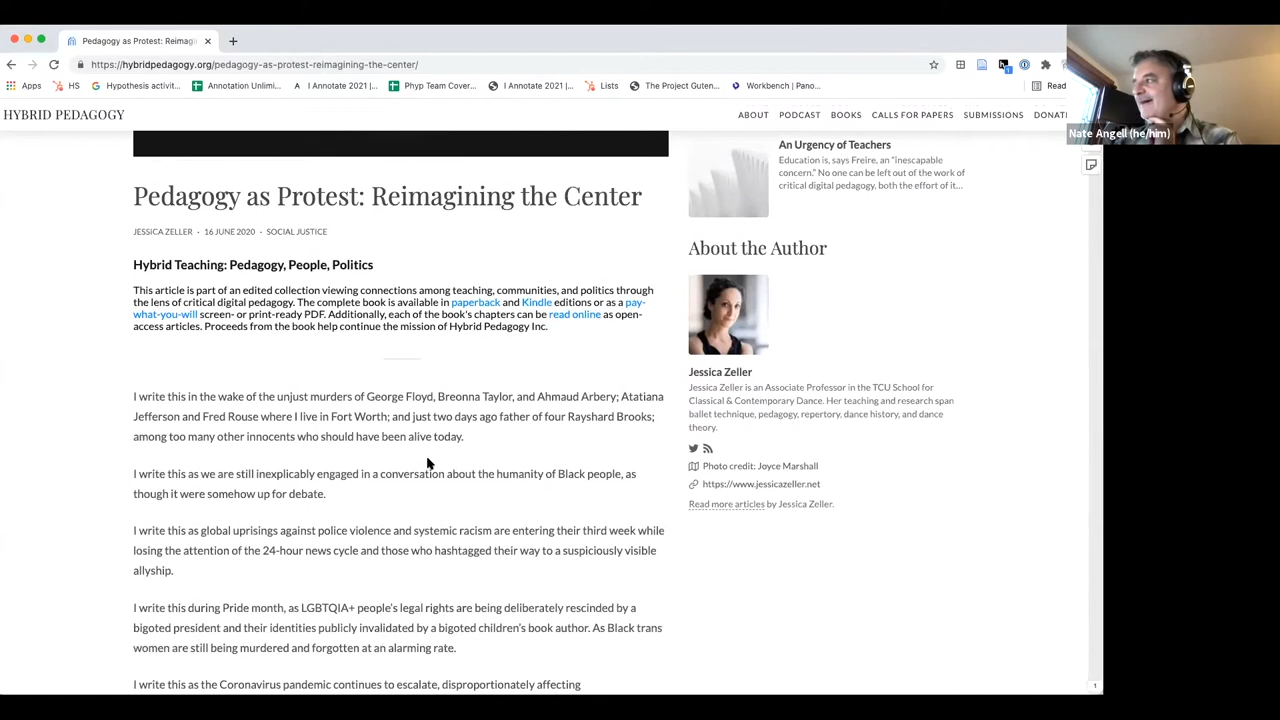 Pedagogy as Protest: Reimagi
https://hybridpedagogy.org/pedagogy-as-protest-reimagining-the-center/
Apps
HS
Hypothesis activit...
Annotation Unlimi...
I Annotate 2021 |...
Phyp Team Cover...
I Annotate 2021 |...
Lists
The Project Guten...
Workbench | Pano...
Read
Nate Angell (he/him)
HYBRID PEDAGOGY
ABOUT
PODCAST
BOOKS
CALLS FOR PAPERS
SUBMISSIONS
DONAT
An Urgency of Teachers
Education is, says Freire, an “inescapable
concern.” No one can be left out of the work of
critical digital pedagogy, both the effort of it...
Pedagogy as Protest: Reimagining the Center
JESSICA ZELLER · 16 JUNE 2020 · SOCIAL JUSTICE
Hybrid Teaching: Pedagogy, People, Politics
This article is part of an edited collection viewing connections among teaching, communities, and politics through
the lens of critical digital pedagogy. The complete book is available in paperback and Kindle editions or as a pay-
what-you-will screen- or print-ready PDF. Additionally, each of the book's chapters can be read online as open-
access articles. Proceeds from the book help continue the mission of Hybrid Pedagogy Inc.
I write this in the wake of the unjust murders of George Floyd, Breonna Taylor, and Ahmaud Arbery; Atatiana
Jefferson and Fred Rouse where I live in Fort Worth; and just two days ago father of four Rayshard Brooks;
among too many other innocents who should have been alive today.
I write this as we are still inexplicably engaged in a conversation about the humanity of Black people, as
though it were somehow up for debate.
I write this as global uprisings against police violence and systemic racism are entering their third week while
losing the attention of the 24-hour news cycle and those who hashtagged their way to a suspiciously visible
allyship.
I write this during Pride month, as LGBTQIA+ people’s legal rights are being deliberately rescinded by a
bigoted president and their identities publicly invalidated by a bigoted children’s book author. As Black trans
women are still being murdered and forgotten at an alarming rate.
I write this as the Coronavirus pandemic continues to escalate, disproportionately affecting
About the Author
Jessica Zeller
Jessica Zeller is an Associate Professor in the TCU School for
Classical & Contemporary Dance. Her teaching and research span
ballet technique, pedagogy, repertory, dance history, and dance
theory.
Photo credit: Joyce Marshall
https://www.jessicazeller.net
Read more articles by Jessica Zeller.
1